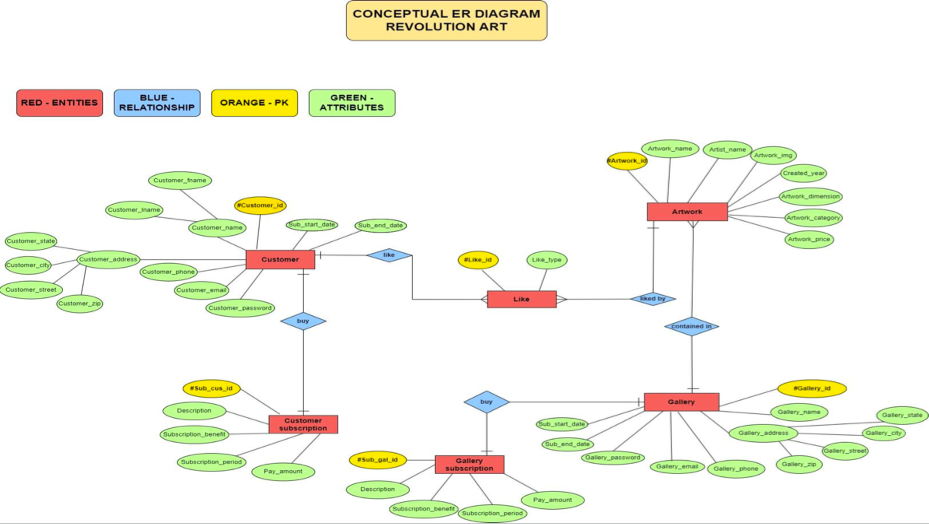 CONCEPTUAL ER DIAGRAM
REVOLUTION ART
RED - ENTITIES
BLUE -
RELATIONSHIP
ORANGE - PK
GREEN -
ATTRIBUTES
#Artwork_id
Artwork_name
Artist_name
Artwork_img
Created_year
Artwork_dimension
Artwork_category
Artwork_price
Artwork
Customer_fname
Customer_lname
Customer_name
#Customer_id
Sub_start_date
Sub_end_date
Customer_state
Customer_city
Customer_street
Customer_zip
Customer_address
Customer_phone
Customer_email
Customer_password
Customer
like
#Like_id
Like_type
Like
liked by
buy
contained in
#Sub_cus_id
Description
Subscription_benefit
Subscription_period
Pay_amount
Customer
subscription
buy
#Sub_gal_id
Description
Subscription_benefit
Subscription_period
Pay_amount
Gallery
subscription
Gallery
#Gallery_id
Gallery_name
Gallery_address
Gallery_state
Gallery_city
Gallery_street
Gallery_zip
Sub_start_date
Sub_end_date
Gallery_password
Gallery_email
Gallery_phone